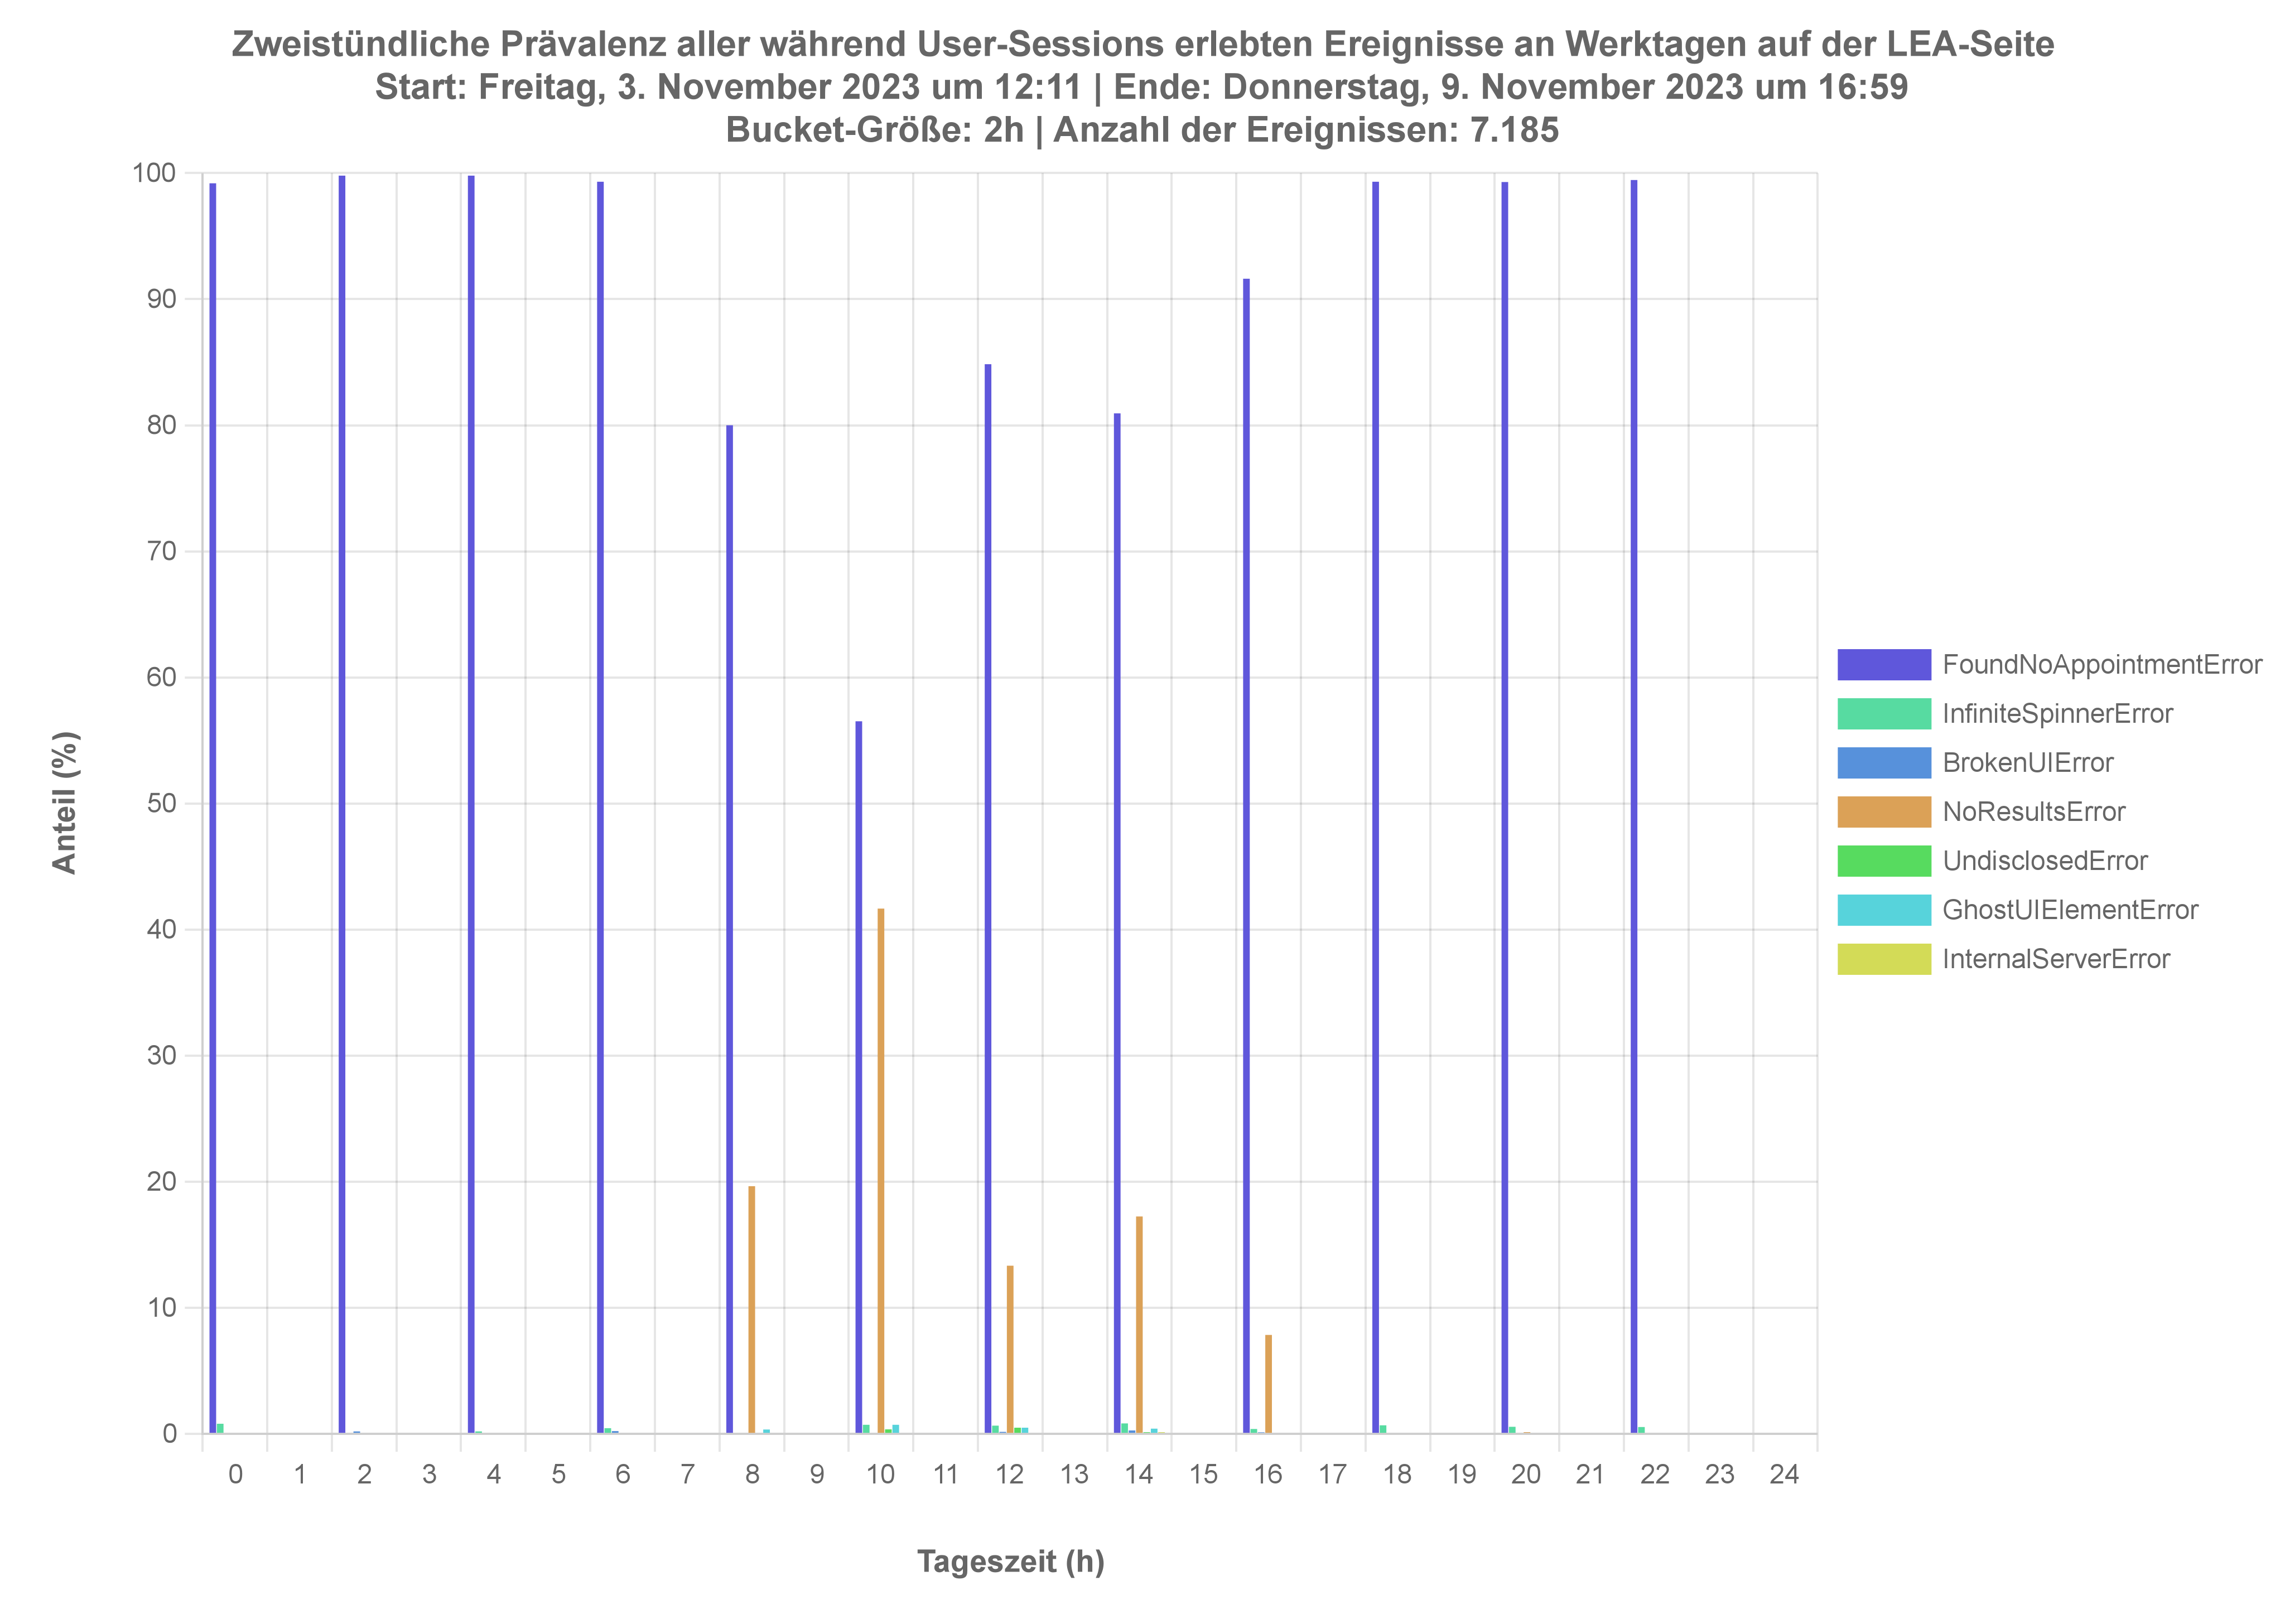 Zweistündliche Prävalenz aller während User-Sessions erlebten Ereignisse an Werktagen auf der LEA-Seite
Start: Freitag, 3. November 2023 um 12:11 | Ende: Donnerstag, 9. November 2023 um 16:59
Bucket-Größe: 2h | Anzahl der Ereignissen: 7.185
100
90
80
70
60
50
40
30
20
10
0
Anteil (%)
0 1 2 3 4 5 6 7 8 9 10 11 12 13 14 15 16 17 18 19 20 21 22 23 24
Tageszeit (h)
FoundNoAppointmentError
InfiniteSpinnerError
BrokenUIError
NoResultsError
UndisclosedError
GhostUIElementError
InternalServerError